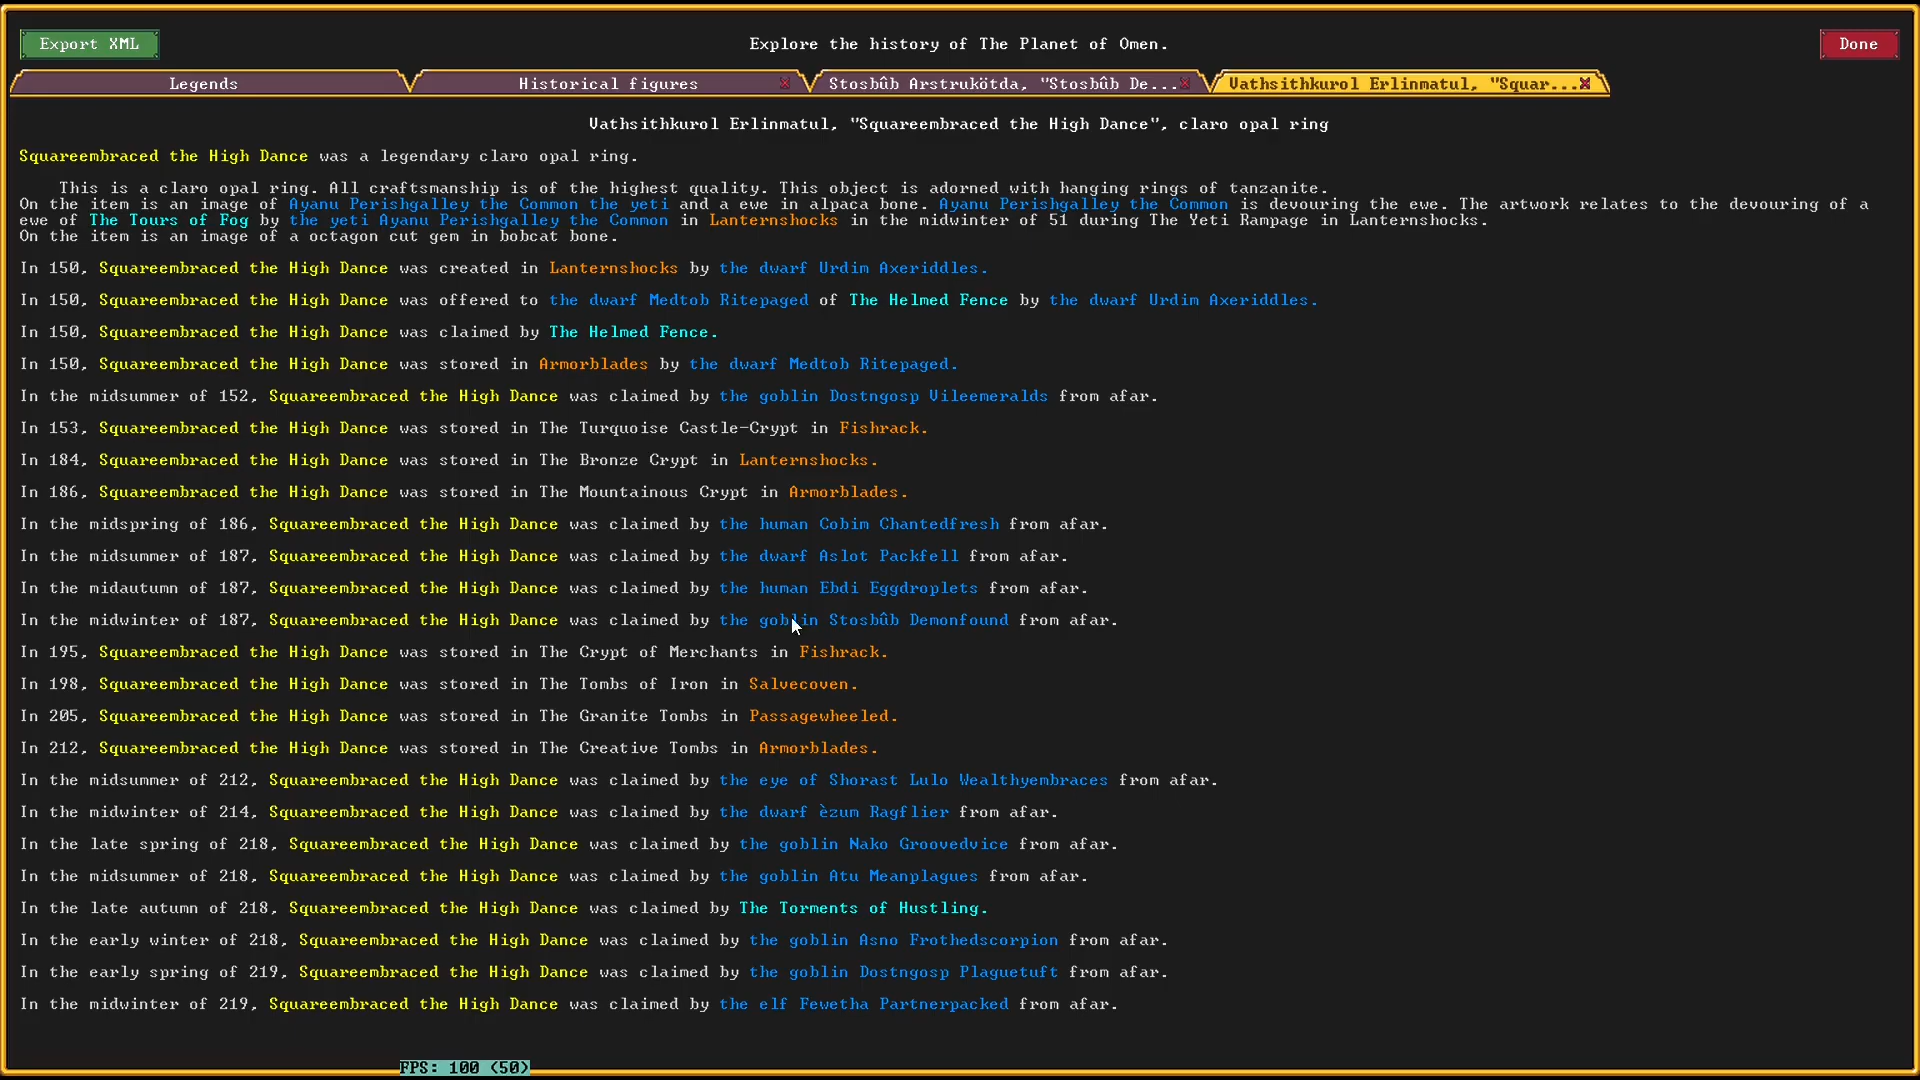 Export XML
Explore the history of The Planet of Omen.
Done
Legends
Historical figures
Stosbûb Arstrukötda, "Stosbûb De...
Vathsithkurol Erlinmatul, "Squar...
Vathsithkurol Erlinmatul, "Squareembraced the High Dance", claro opal ring
Squareembraced the High Dance was a legendary claro opal ring.
This is a claro opal ring. All craftsmanship is of the highest quality. This object is adorned with hanging rings of tanzanite.
On the item is an image of Ayanu Perishgalley the Common the yeti and a ewe in alpaca bone. Ayanu Perishgalley the Common is devouring the ewe. The artwork relates to the devouring of a
ewe of The Tours of Fog by the yeti Ayanu Perishgalley the Common in Lanternshocks in the midwinter of 51 during The Yeti Rampage in Lanternshocks.
On the item is an image of a octagon cut gem in bobcat bone.
In 150, Squareembraced the High Dance was created in Lanternshocks by the dwarf Urdim Axeriddles.
In 150, Squareembraced the High Dance was offered to the dwarf Medtob Ritepaged of The Helmed Fence by the dwarf Urdim Axeriddles.
In 150, Squareembraced the High Dance was claimed by The Helmed Fence.
In 150, Squareembraced the High Dance was stored in Armorblades by the dwarf Medtob Ritepaged.
In the midsummer of 152, Squareembraced the High Dance was claimed by the goblin Dostngosp Vileemeralds from afar.
In 153, Squareembraced the High Dance was stored in The Turquoise Castle-Crypt in Fishrack.
In 184, Squareembraced the High Dance was stored in The Bronze Crypt in Lanternshocks.
In 186, Squareembraced the High Dance was stored in The Mountainous Crypt in Armorblades.
In the midspring of 186, Squareembraced the High Dance was claimed by the human Cobim Chantedfresh from afar.
In the midsummer of 187, Squareembraced the High Dance was claimed by the dwarf Aslot Packfell from afar.
In the midautumn of 187, Squareembraced the High Dance was claimed by the human Ebdi Eggdroplets from afar.
In the midwinter of 187, Squareembraced the High Dance was claimed by the goblin Stosbûb Demonfound from afar.
In 195, Squareembraced the High Dance was stored in The Crypt of Merchants in Fishrack.
In 198, Squareembraced the High Dance was stored in The Tombs of Iron in Salvecoven.
In 205, Squareembraced the High Dance was stored in The Granite Tombs in Passagewheeled.
In 212, Squareembraced the High Dance was stored in The Creative Tombs in Armorblades.
In the midsummer of 212, Squareembraced the High Dance was claimed by the eye of Shorast Lulo Wealthyembraces from afar.
In the midwinter of 214, Squareembraced the High Dance was claimed by the dwarf èzum Ragflier from afar.
In the late spring of 218, Squareembraced the High Dance was claimed by the goblin Nako Groovedvice from afar.
In the midsummer of 218, Squareembraced the High Dance was claimed by the goblin Atu Meanplagues from afar.
In the late autumn of 218, Squareembraced the High Dance was claimed by The Torments of Hustling.
In the early winter of 218, Squareembraced the High Dance was claimed by the goblin Asno Frothedscorpion from afar.
In the early spring of 219, Squareembraced the High Dance was claimed by the goblin Dostngosp Plaguetuft from afar.
In the midwinter of 219, Squareembraced the High Dance was claimed by the elf Fewetha Partnerpacked from afar.
FPS: 100 (50)